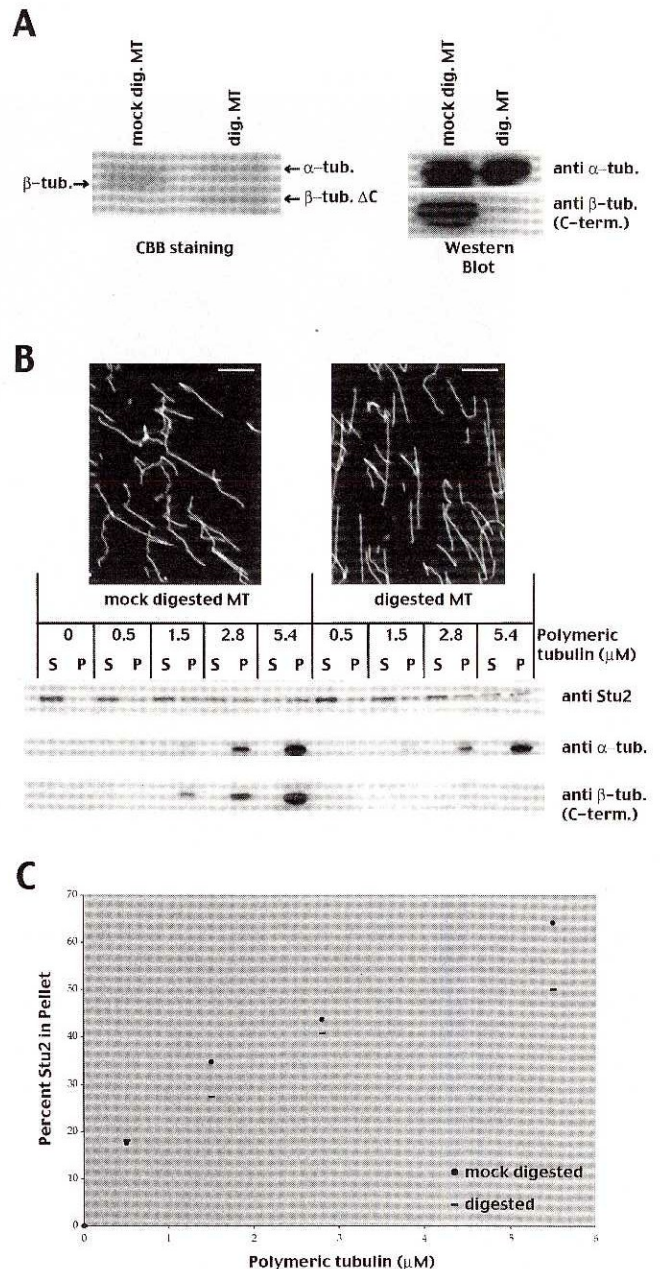 A
mock dig. MT
dig. MT
β-tub.
α-tub.
β-tub. ΔC
CBB staining
mock dig. MT
dig. MT
anti α-tub.
anti β-tub.
(C-term.)
Western
Blot
B
mock digested MT
digested MT
0 0.5 1.5 2.8 5.4 0.5 1.5 2.8 5.4 Polymeric
S P S P S P S P S P S P S P S P S P tubulin (μM)
anti Stu2
anti α-tub.
anti β-tub.
(C-term.)
C
Percent Stu2 in Pellet
70
60
50
40
30
20
10
0
0 1 2 3 4 5 6
mock digested
digested
Polymeric tubulin (μM)